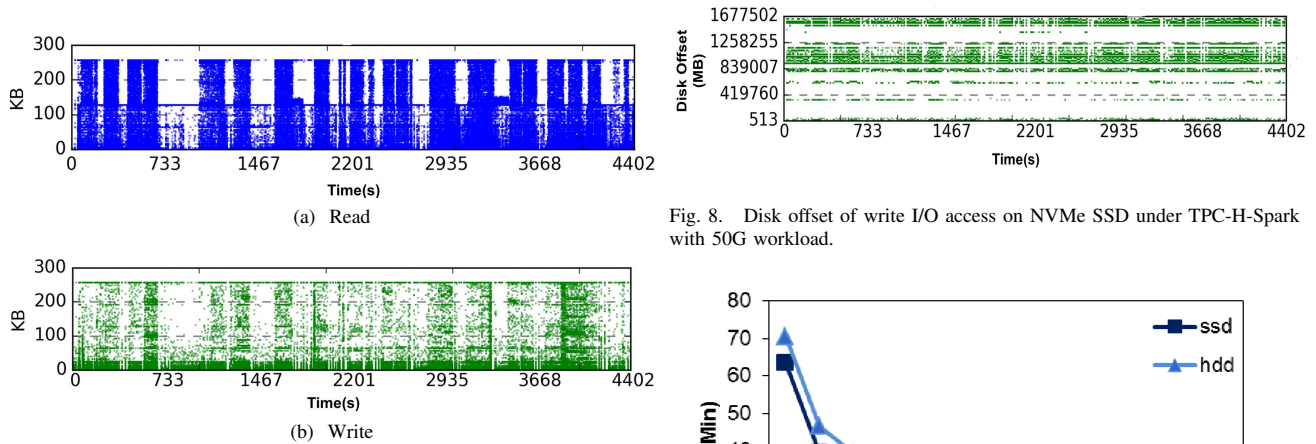 300
200
100
0
KB
0 733 1467 2201 2935 3668 4402
Time(s)
(a) Read
300
200
100
0
KB
0 733 1467 2201 2935 3668 4402
Time(s)
(b) Write
1677502
1258255
839007
419760
513
Disk Offset
(MB)
0 733 1467 2201 2935 3668 4402
Time(s)
Fig. 8. Disk offset of write I/O access on NVMe SSD under TPC-H-Spark
with 50G workload.
80
70
60
50
Min)
ssd
hdd